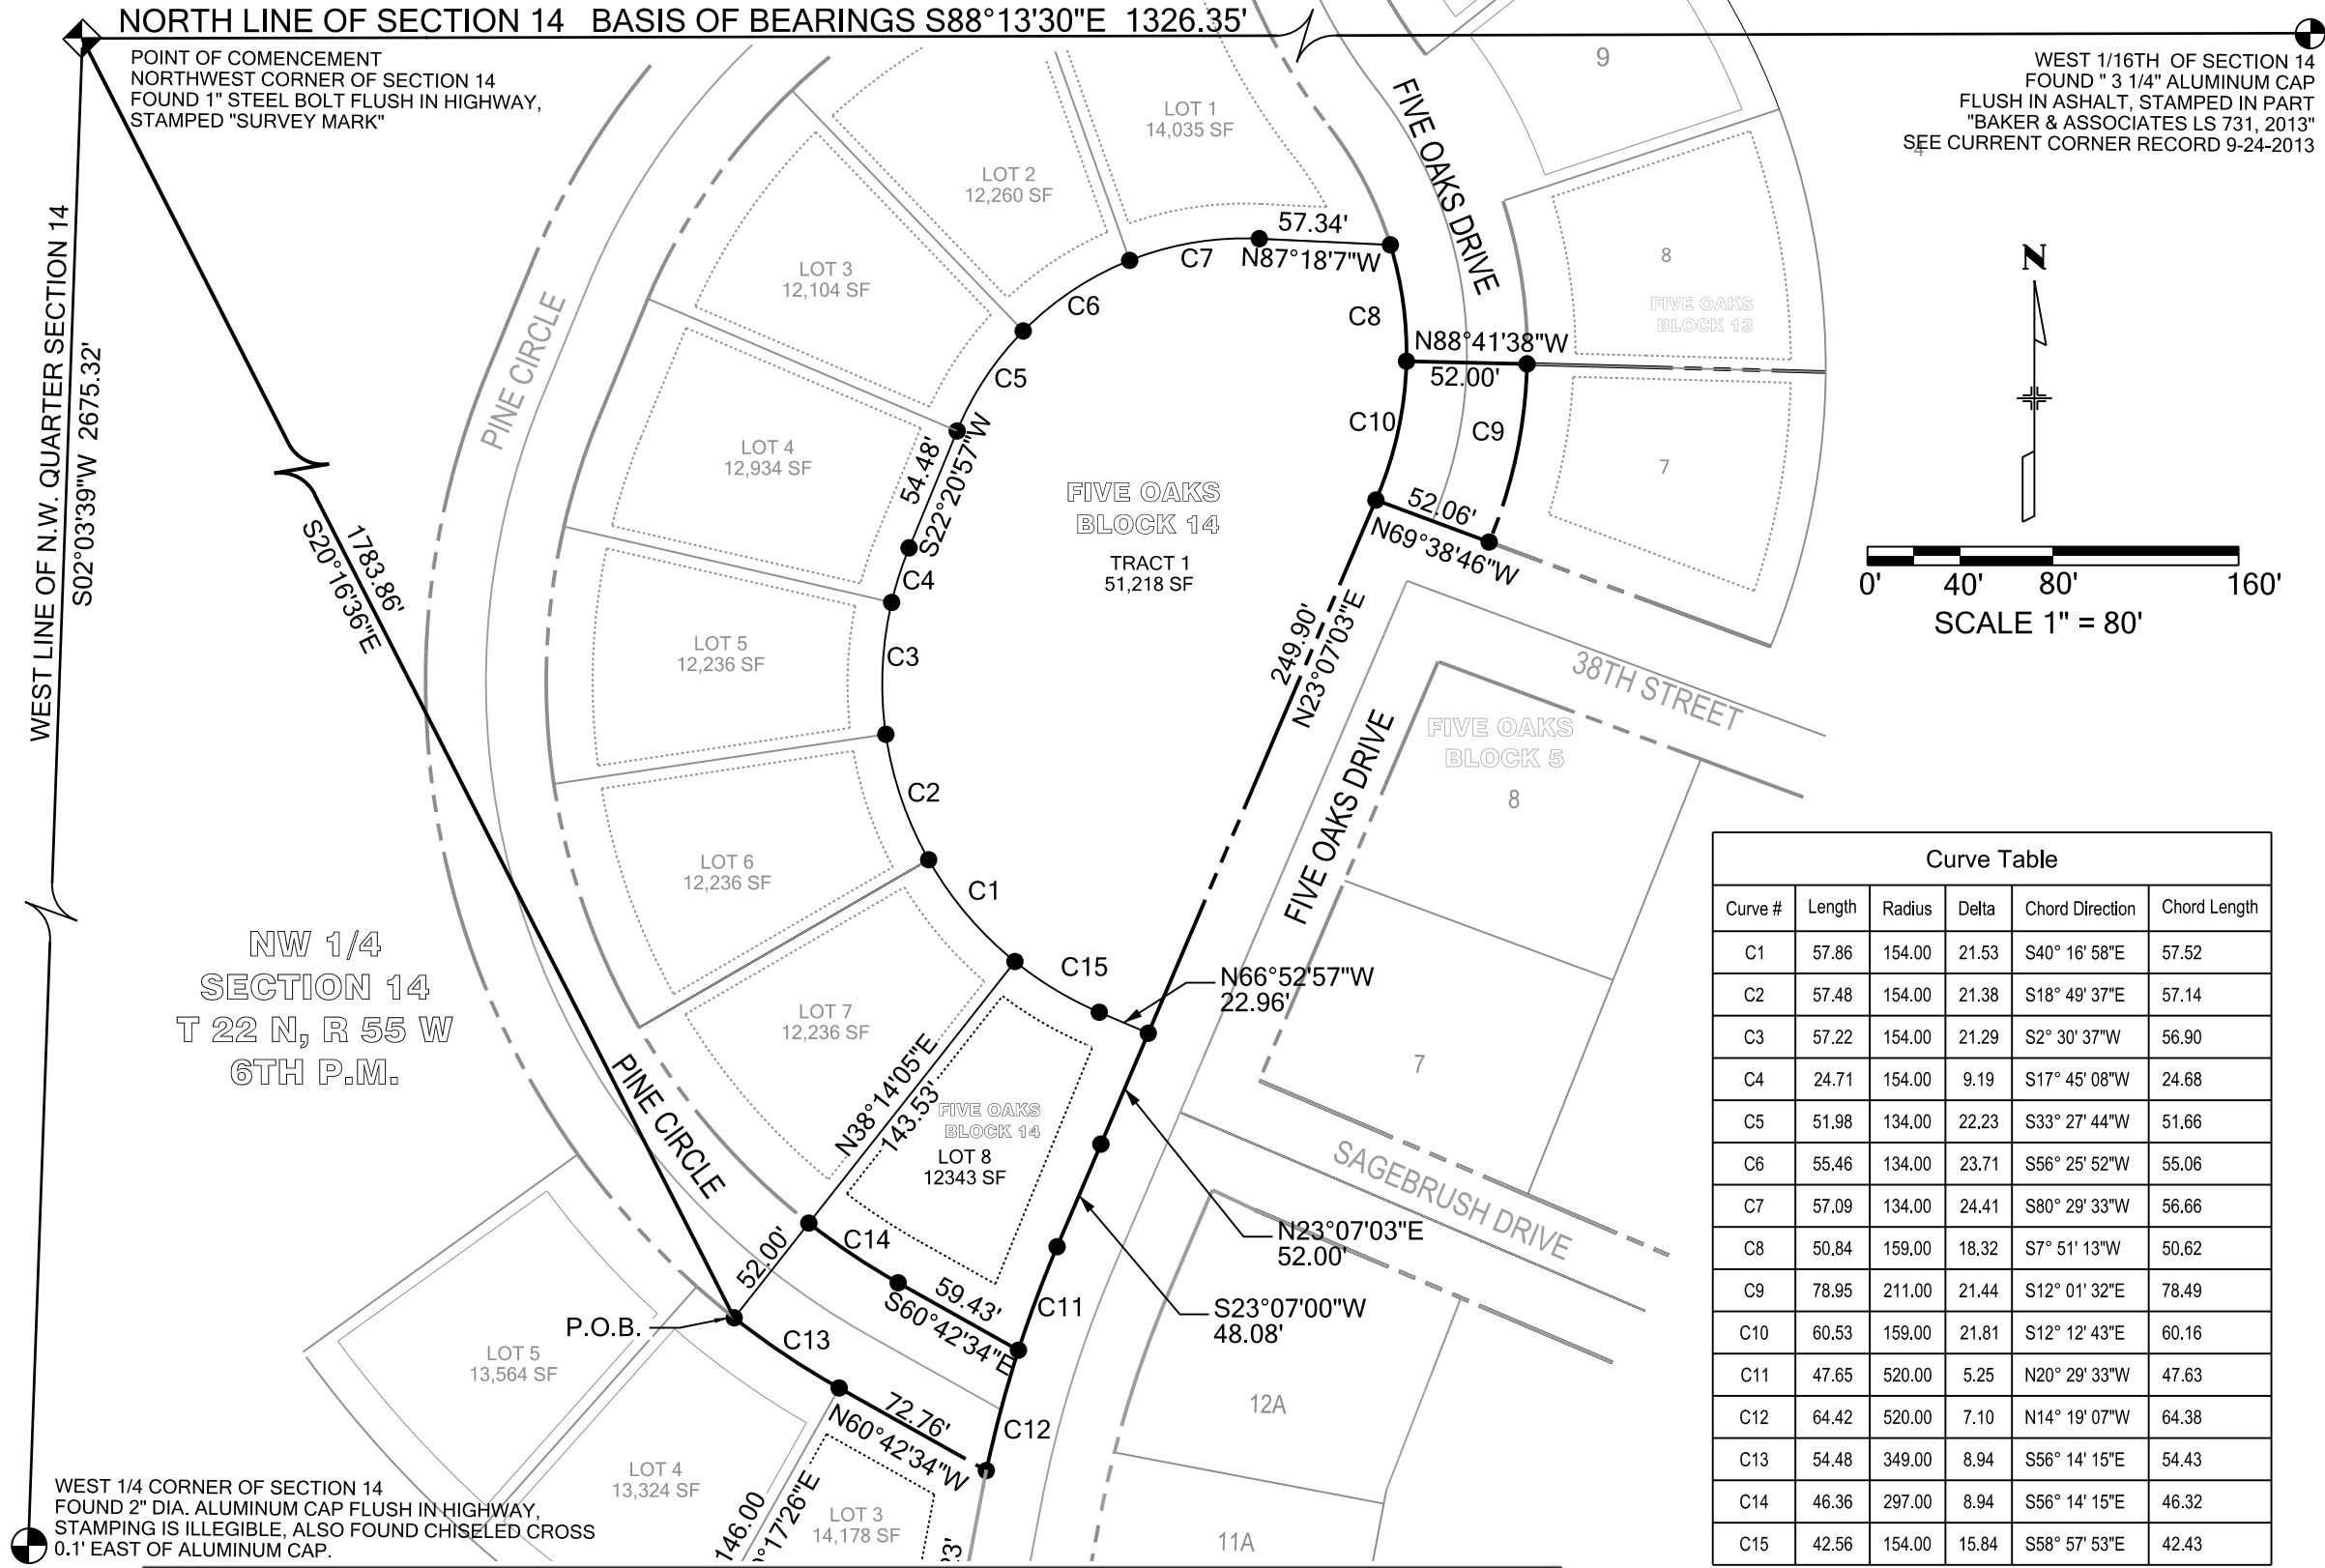 NORTH LINE OF SECTION 14 BASIS OF BEARINGS S88°13'30"E 1326.35'
POINT OF COMENCEMENT
NORTHWEST CORNER OF SECTION 14
FOUND 1" STEEL BOLT FLUSH IN HIGHWAY,
STAMPED "SURVEY MARK"
WEST 1/16TH OF SECTION 14
FOUND " 3 1/4" ALUMINUM CAP
FLUSH IN ASHALT, STAMPED IN PART
"BAKER & ASSOCIATES LS 731, 2013"
SEE CURRENT CORNER RECORD 9-24-2013
4
WEST LINE OF N.W. QUARTER SECTION 14
S02°03'39"W 2675.32'
1783.86'
S20°16'36"E
PINE CIRCLE
LOT 1
14,035 SF
LOT 2
12,260 SF
LOT 3
12,104 SF
LOT 4
12,934 SF
LOT 5
12,236 SF
LOT 6
12,236 SF
LOT 7
12,236 SF
FIVE OAKS DRIVE
9
8
FIVE OAKS
BLOCK 13
7
57.34'
N87°18'7"W
C7
C6
C5
C8
N88°41'38"W
52.00'
C10
C9
54.48'
S22°20'57"W
C4
C3
C2
C1
C15
FIVE OAKS
BLOCK 14
TRACT 1
51,218 SF
52.06'
N69°38'46"W
249.90'
N23°07'03"E
N
0' 40' 80' 160'
SCALE 1" = 80'
38TH STREET
FIVE OAKS
BLOCK 5
8
7
FIVE OAKS DRIVE
N66°52'57"W
22.96'
NW 1/4
SECTION 14
T 22 N, R 55 W
6TH P.M.
PINE CIRCLE
N38°14'05"E
143.53'
FIVE OAKS
BLOCK 14
LOT 8
12343 SF
SAGEBRUSH DRIVE
N23°07'03"E
52.00'
S23°07'00"W
48.08'
52.00'
C14
59.43'
S60°42'34"E
C11
P.O.B.
C13
72.76'
N60°42'34"W
C12
LOT 5
13,564 SF
LOT 4
13,324 SF
LOT 3
14,178 SF
146.00
°17'26"E
33'
12A
11A
WEST 1/4 CORNER OF SECTION 14
FOUND 2" DIA. ALUMINUM CAP FLUSH IN HIGHWAY,
STAMPING IS ILLEGIBLE, ALSO FOUND CHISELED CROSS
0.1' EAST OF ALUMINUM CAP.
Curve Table
Curve # Length Radius Delta Chord Direction Chord Length
C1 57.86 154.00 21.53 S40° 16' 58"E 57.52
C2 57.48 154.00 21.38 S18° 49' 37"E 57.14
C3 57.22 154.00 21.29 S2° 30' 37"W 56.90
C4 24.71 154.00 9.19 S17° 45' 08"W 24.68
C5 51.98 134.00 22.23 S33° 27' 44"W 51.66
C6 55.46 134.00 23.71 S56° 25' 52"W 55.06
C7 57.09 134.00 24.41 S80° 29' 33"W 56.66
C8 50.84 159.00 18.32 S7° 51' 13"W 50.62
C9 78.95 211.00 21.44 S12° 01' 32"E 78.49
C10 60.53 159.00 21.81 S12° 12' 43"E 60.16
C11 47.65 520.00 5.25 N20° 29' 33"W 47.63
C12 64.42 520.00 7.10 N14° 19' 07"W 64.38
C13 54.48 349.00 8.94 S56° 14' 15"E 54.43
C14 46.36 297.00 8.94 S56° 14' 15"E 46.32
C15 42.56 154.00 15.84 S58° 57' 53"E 42.43